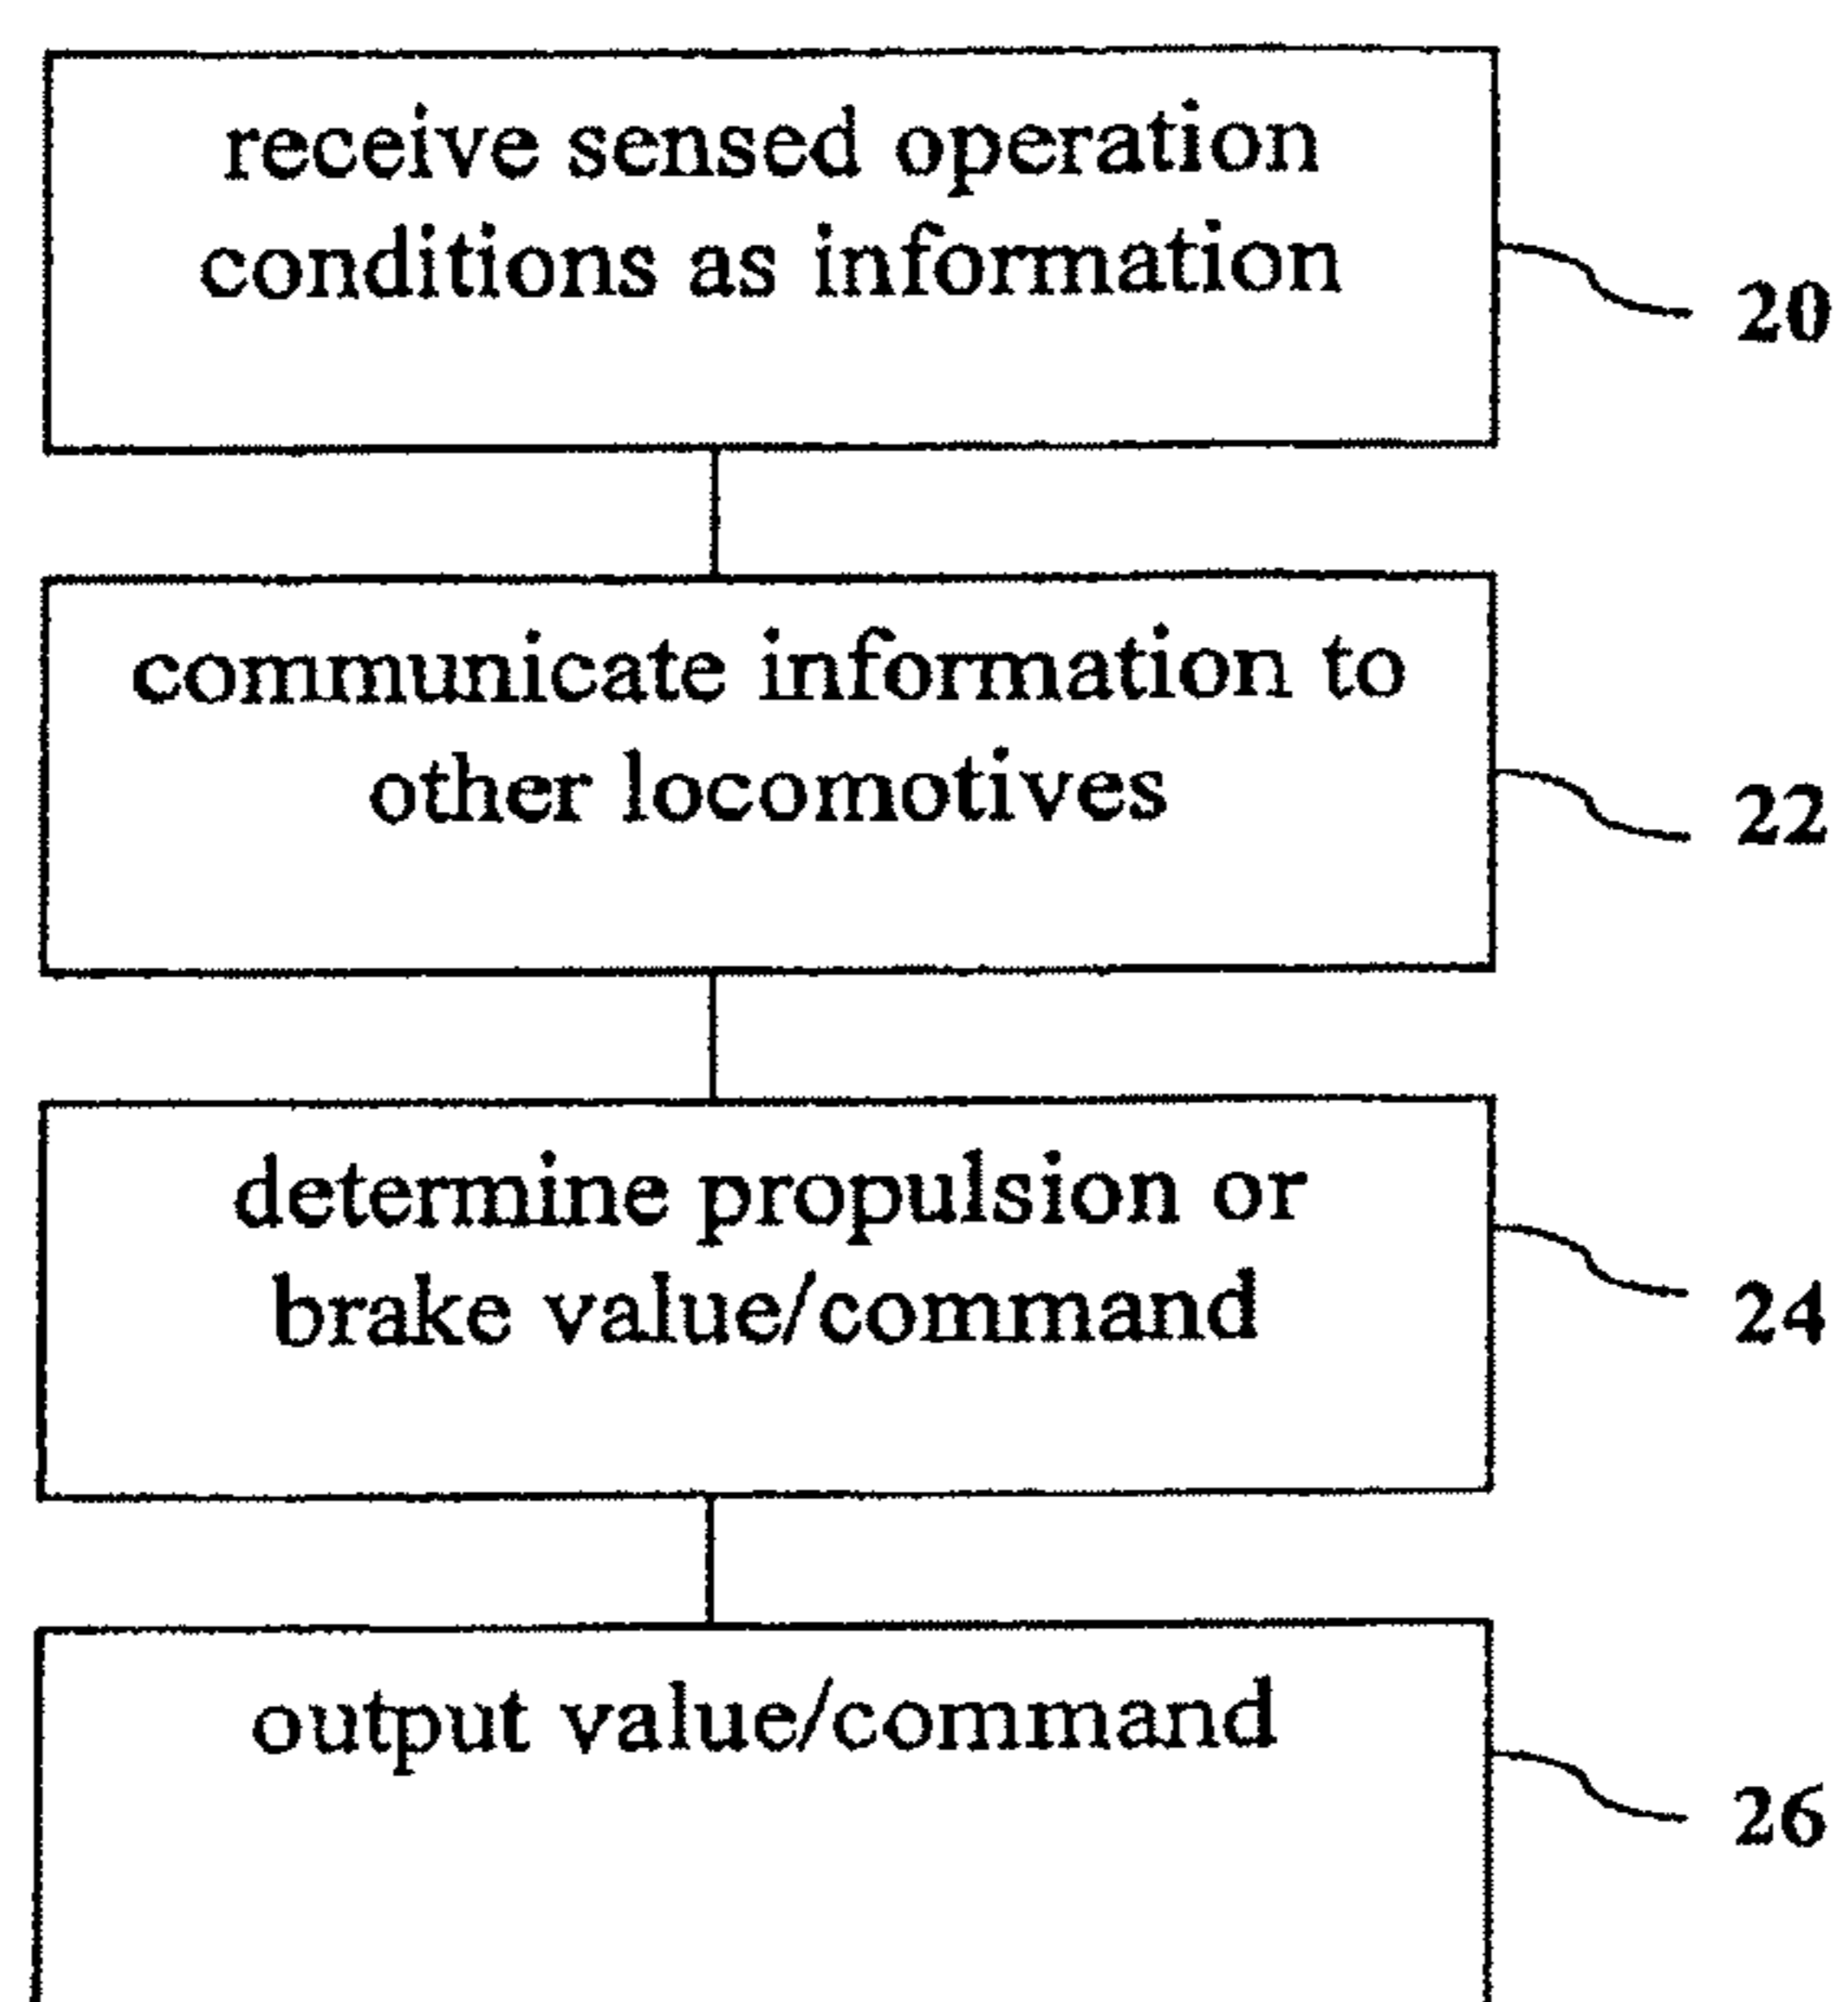 receive sensed operation
conditions as information
20
communicate information to
other locomotives
22
determine propulsion or
brake value/command
24
output value/command
26